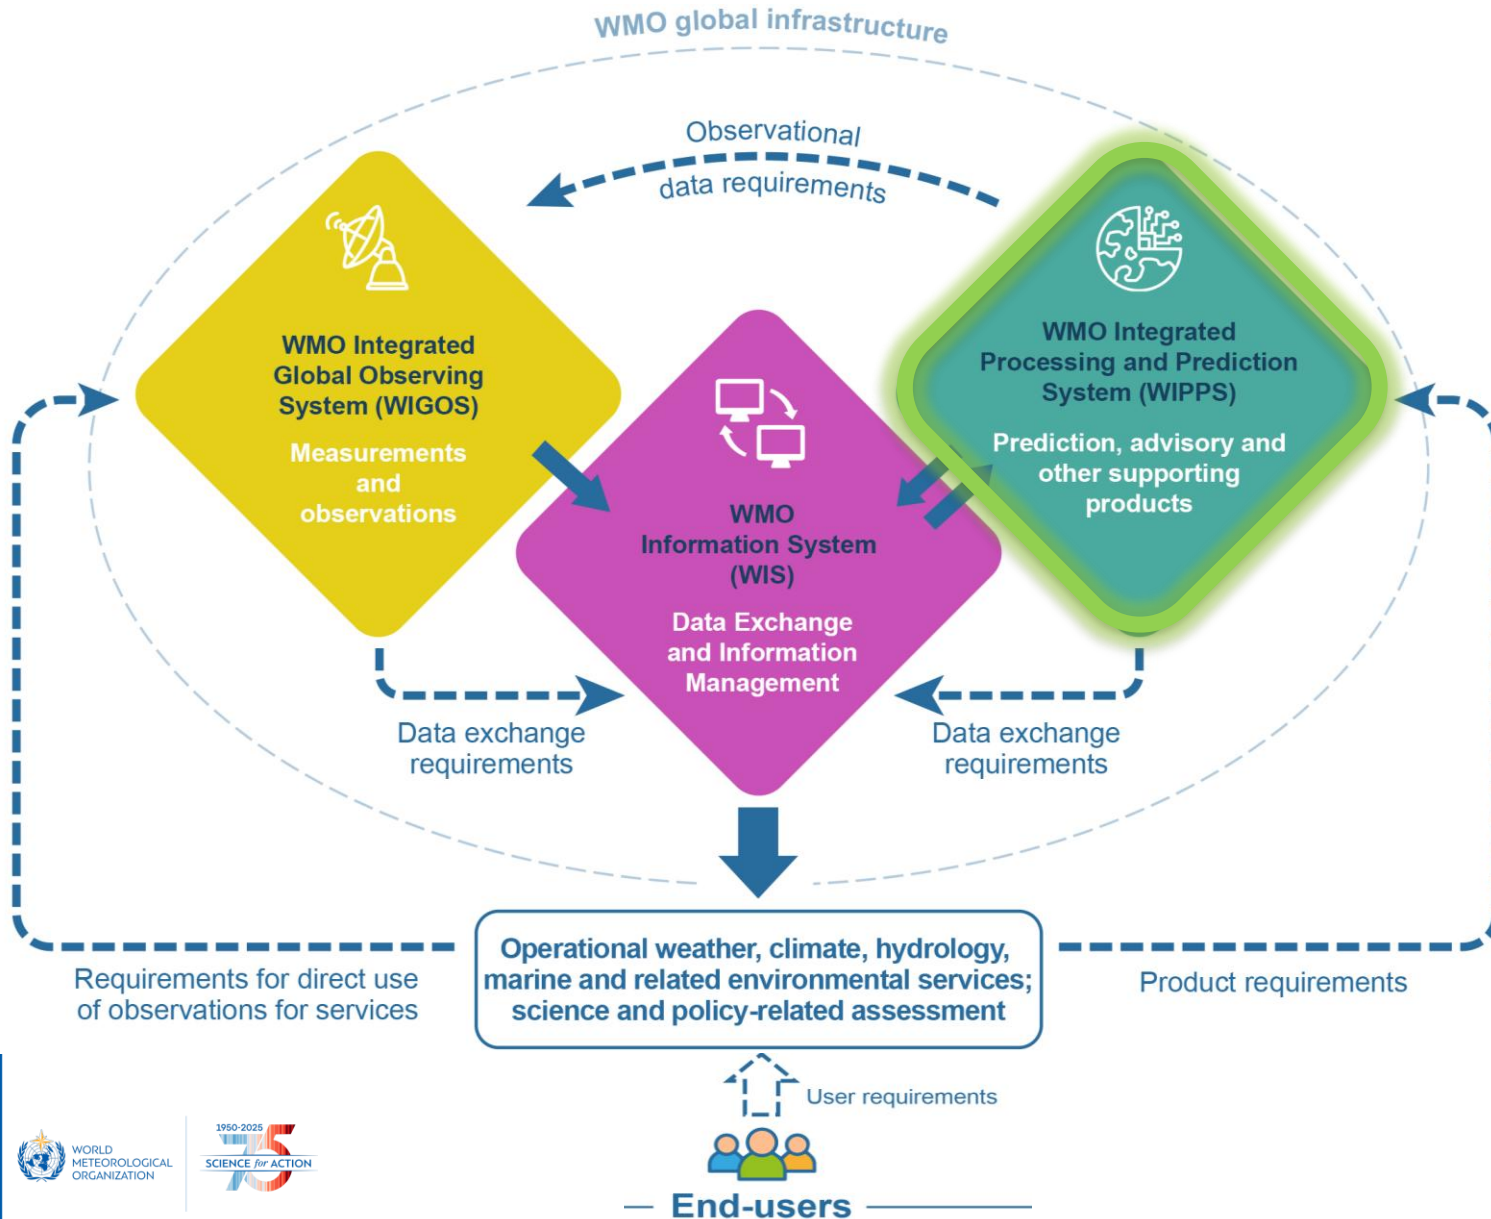 WMO global infrastructure
Observational
data requirements
WMO Integrated
Global Observing
System (WIGOS)
Measurements
and
observations
WMO
Information System
(WIS)
Data Exchange
and Information
Management
WMO Integrated
Processing and Prediction
System (WIPPS)
Prediction, advisory and
other supporting
products
Data exchange
requirements
Data exchange
requirements
Operational weather, climate, hydrology,
marine and related environmental services;
science and policy-related assessment
Requirements for direct use
of observations for services
Product requirements
User requirements
End-users
WORLD
METEOROLOGICAL
ORGANIZATION
1950-2025
75
SCIENCE for ACTION